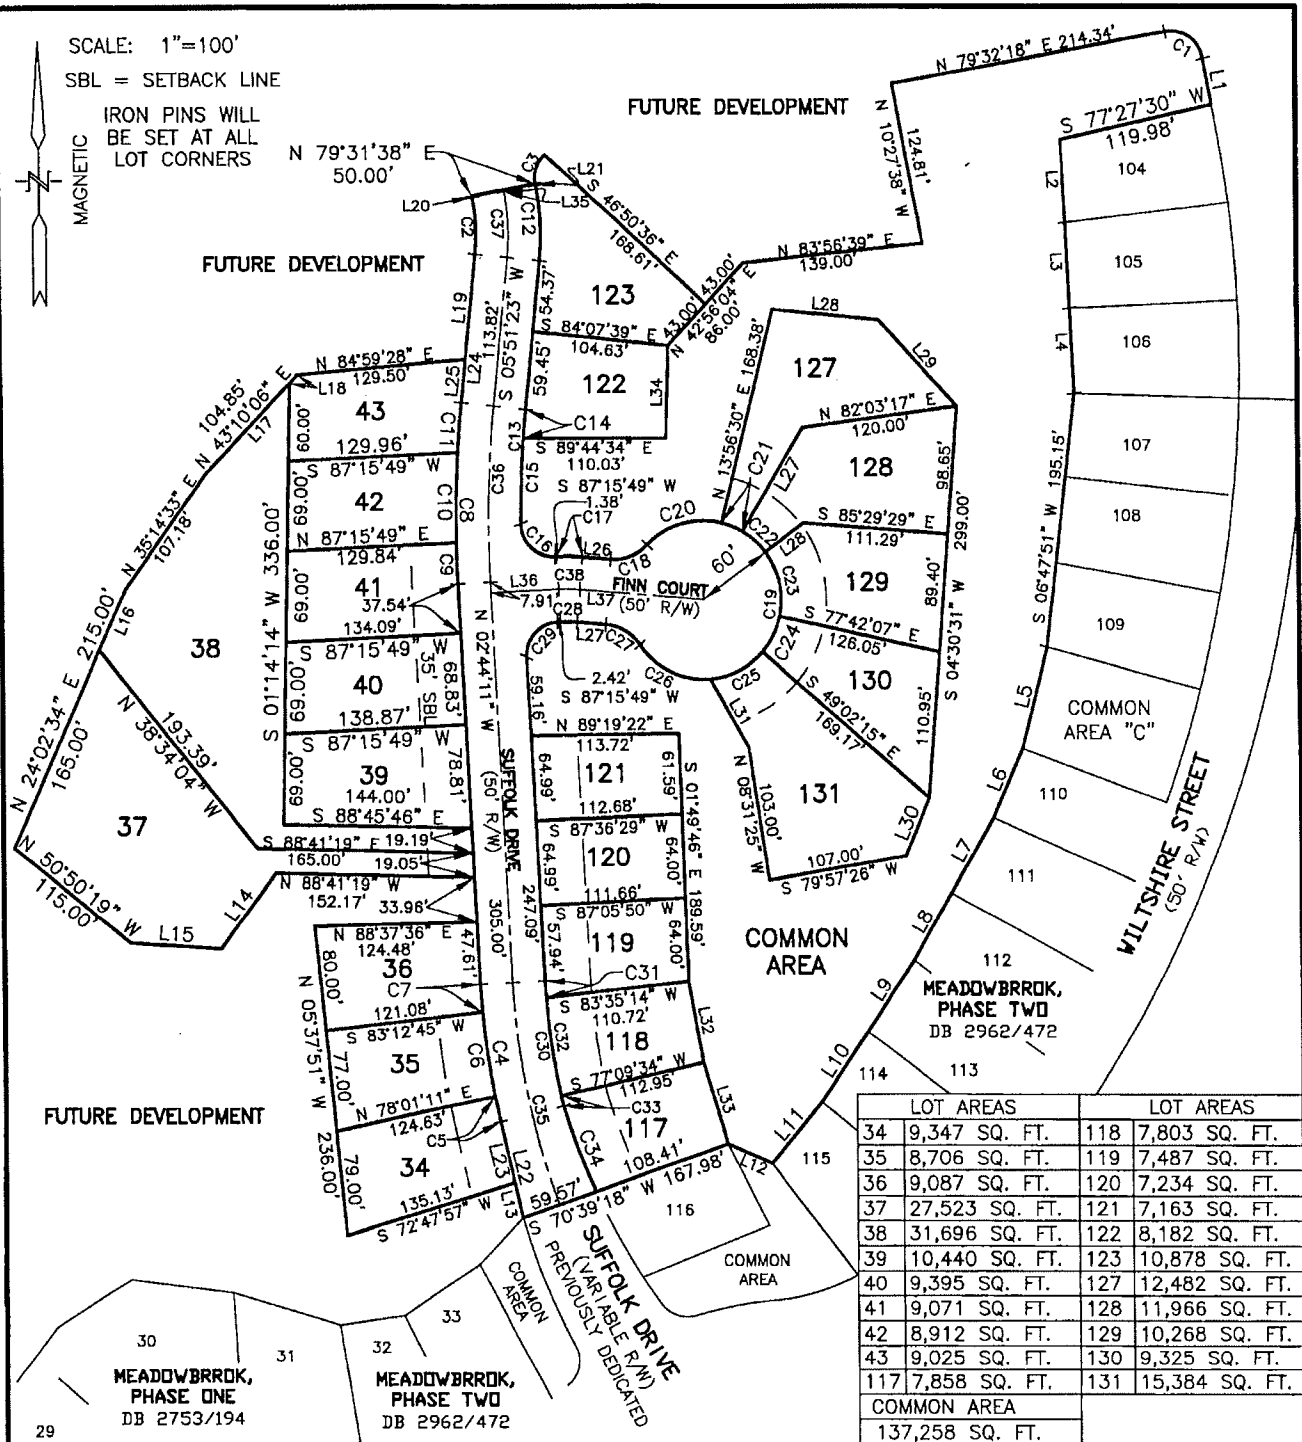 SCALE: 1"=100'
SBL = SETBACK LINE
IRON PINS WILL
BE SET AT ALL
LOT CORNERS
MAGNETIC
N
N 79°31'38" E
50.00'
FUTURE DEVELOPMENT
N 79°32'18" E 214.34'
C1
L1
S 77°27'30" W
119.98'
N 10°27'38" W
124.81'
104
L2
C3
L21
L35
L20
C2
C37
C12
S 46°50'36" E
168.61'
FUTURE DEVELOPMENT
N 83°56'39" E
139.00'
L3
105
123
43.00'
43.00'
N 42°56'04" E
86.00'
L19
113.82'
S 05°51'23" W
54.37'
S 84°07'39" E
104.63'
L28
L4
106
168.38'
N 13°56'30" E
127
L29
N 84°59'28" E
129.50'
L18
L25
L24
59.45'
122
L34
104.85'
N 43°10'06" E
L17
60.00'
43
C11
129.96'
S 87°15'49" W
C14
C13
S 89°44'34" E
110.03'
N 82°03'17" E
120.00'
C21
L27
128
98.65'
107
195.15'
S 06°47'51" W
C36
C15
S 87°15'49" W
1.38'
C17
C20
69.00'
42
C10
C8
N 87°15'49" E
129.84'
N 35°14'33" E
107.18'
S 01°14'14" W 336.00'
C16
L26
C18
C22
L28
S 85°29'29" E
111.29'
299.00'
108
60'
C9
L36
7.91'
C38
FINN COURT
L37 (50' R/W)
C23
C19
129
89.40'
69.00'
41
37.54'
134.09'
S 87°15'49" W
C28
C29
L27
C27
S 77°42'07" E
126.05'
C24
S 04°30'31" W
109
L16
215.00'
38
N 02°44'11" W
2.42'
S 87°15'49" W
C26
C25
L31
S 49°02'15" E
169.17'
130
110.95'
L5
COMMON
AREA "C"
N 24°02'34" E
165.00'
N 38°34'04" W
193.39'
69.00'
40
35' SBL
68.83'
138.87'
S 87°15'49" W
59.16'
N 89°19'22" E
113.72'
L6
110
69.00'
39
78.81'
144.00'
S 88°45'46" E
SUFFOLK DRIVE
(50' R/W)
64.99'
121
61.59'
112.68'
S 87°36'29" W
S 01°49'46" E 189.59'
N 08°31'25" W
103.00'
131
L30
107.00'
S 79°57'26" W
WILTSHIRE STREET
(50' R/W)
37
S 88°41'19" E
165.00'
19.19'
19.05'
N 88°41'19" W
152.17'
33.96'
64.99'
120
64.00'
111.66'
S 87°05'50" W
L7
111
N 50°50'19" W
115.00'
L14
L15
305.00'
247.09'
57.94'
119
64.00'
COMMON
AREA
L8
112
N 88°37'36" E
124.48'
47.61'
36
80.00'
C7
121.08'
S 83°12'45" W
C31
S 83°35'14" W
110.72'
L9
MEADOWBRROK,
PHASE TWO
DB 2962/472
N 05°37'51" W
236.00'
77.00'
35
C6
C4
C30
C32
118
L32
L10
114
113
FUTURE DEVELOPMENT
N 78°01'11" E
124.63'
C5
S 77°09'34" W
112.95'
C33
C35
L33
L11
79.00'
34
L23
L22
135.13'
S 72°47'57" W
L13
C34
117
108.41'
59.57'
S 70°39'18" W 167.98'
L12
115
116
SUFFOLK DRIVE
(VARIABLE R/W)
PREVIOUSLY DEDICATED
COMMON
AREA
COMMON
AREA
30
31
32
33
29
MEADOWBRROK,
PHASE ONE
DB 2753/194
MEADOWBRROK,
PHASE TWO
DB 2962/472
LOT AREAS LOT AREAS
34 9,347 SQ. FT. 118 7,803 SQ. FT.
35 8,706 SQ. FT. 119 7,487 SQ. FT.
36 9,087 SQ. FT. 120 7,234 SQ. FT.
37 27,523 SQ. FT. 121 7,163 SQ. FT.
38 31,696 SQ. FT. 122 8,182 SQ. FT.
39 10,440 SQ. FT. 123 10,878 SQ. FT.
40 9,395 SQ. FT. 127 12,482 SQ. FT.
41 9,071 SQ. FT. 128 11,966 SQ. FT.
42 8,912 SQ. FT. 129 10,268 SQ. FT.
43 9,025 SQ. FT. 130 9,325 SQ. FT.
117 7,858 SQ. FT. 131 15,384 SQ. FT.
COMMON AREA
137,258 SQ. FT.